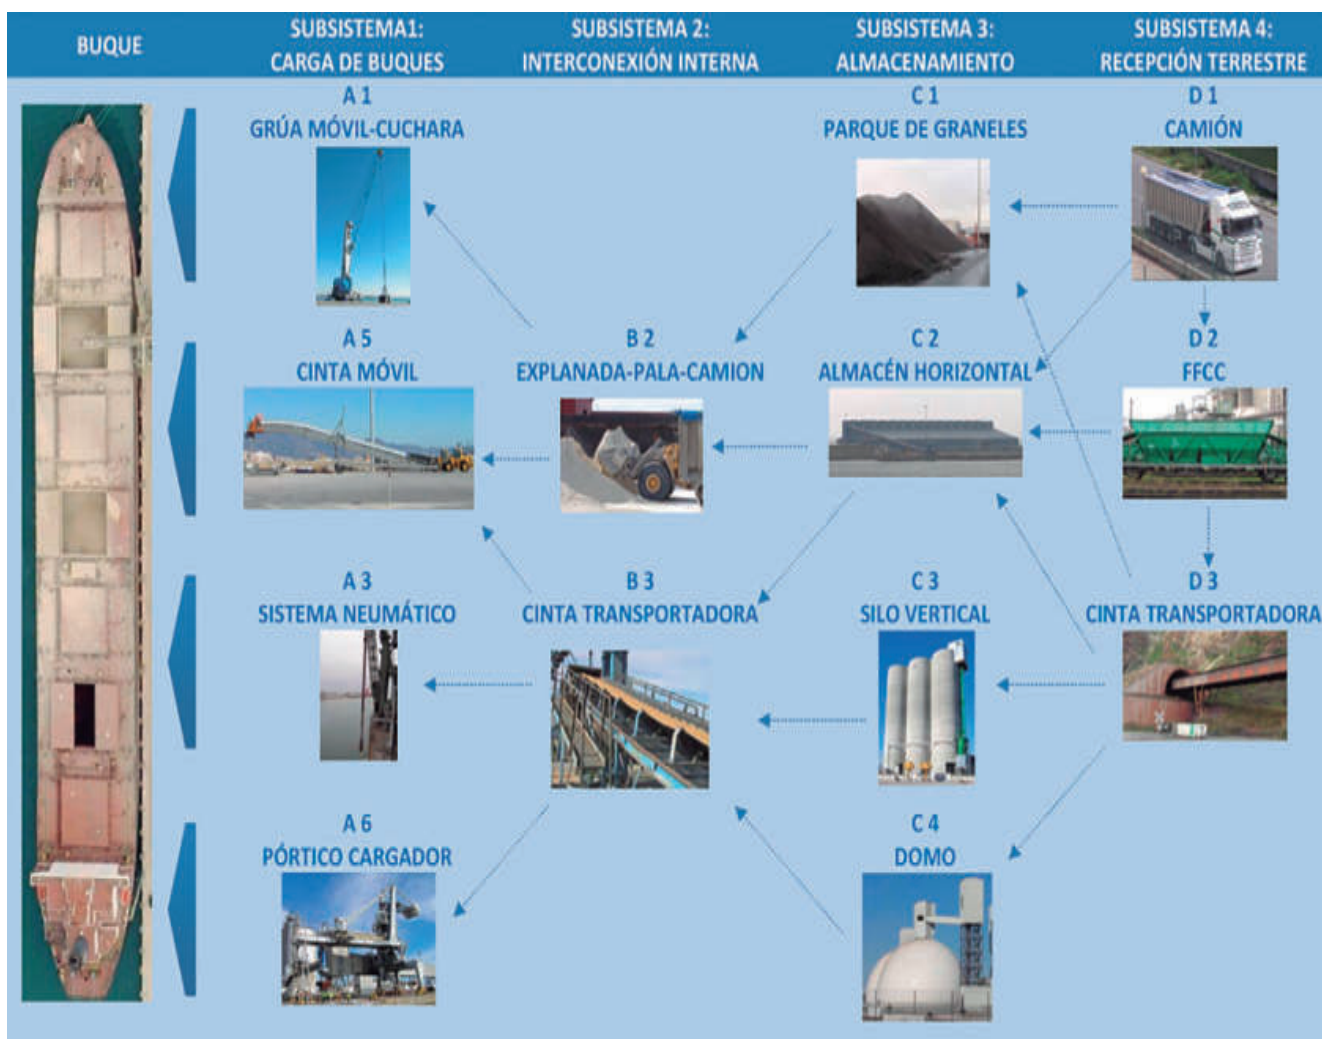 BUQUE
SUBSISTEMA1:
CARGA DE BUQUES
SUBSISTEMA 2:
INTERCONEXIÓN INTERNA
SUBSISTEMA 3:
ALMACENAMIENTO
SUBSISTEMA 4:
RECEPCIÓN TERRESTRE
A 1
GRÚA MÓVIL-CUCHARA
C 1
PARQUE DE GRANELES
D 1
CAMIÓN
A 5
CINTA MÓVIL
B 2
EXPLANADA-PALA-CAMION
C 2
ALMACÉN HORIZONTAL
D 2
FFCC
A 3
SISTEMA NEUMÁTICO
B 3
CINTA TRANSPORTADORA
C 3
SILO VERTICAL
D 3
CINTA TRANSPORTADORA
A 6
PÓRTICO CARGADOR
C 4
DOMO